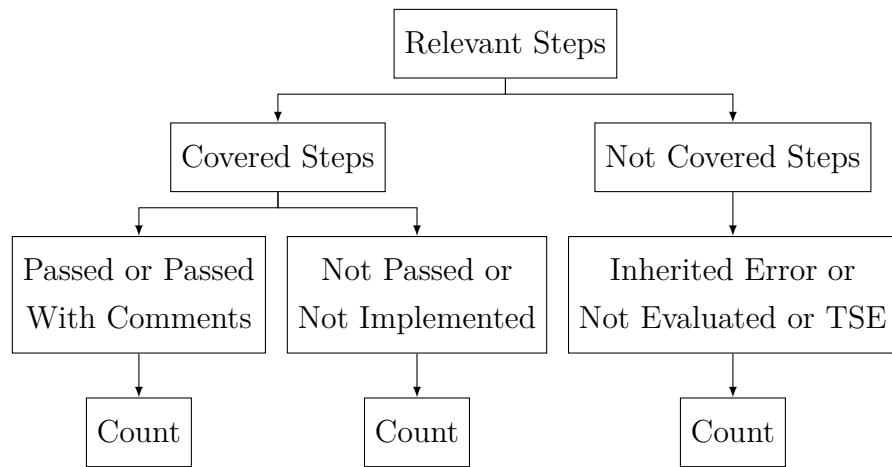 Relevant Steps
Covered Steps
Not Covered Steps
Passed or Passed
With Comments
Not Passed or
Not Implemented
Inherited Error or
Not Evaluated or TSE
Count
Count
Count